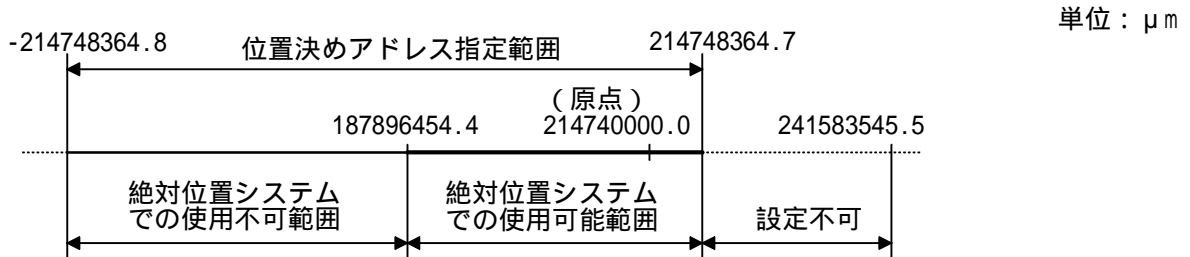 単位：μm
-214748364.8
位置決めアドレス指定範囲
214748364.7
（原点）
187896454.4
214740000.0
241583545.5
絶対位置システム
での使用不可範囲
絶対位置システム
での使用可能範囲
設定不可